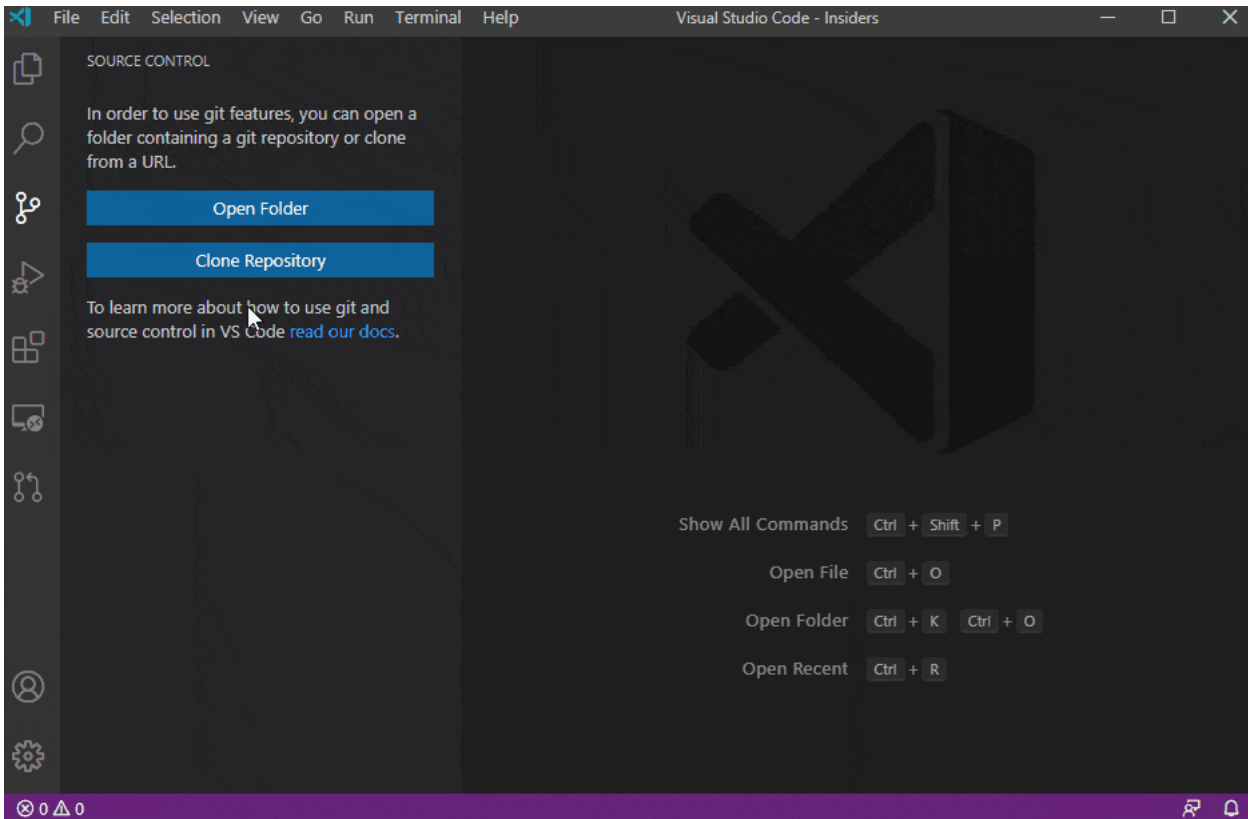 File Edit Selection View Go Run Terminal Help Visual Studio Code - Insiders
SOURCE CONTROL
In order to use git features, you can open a
folder containing a git repository or clone
from a URL.
Open Folder
Clone Repository
To learn more about how to use git and
source control in VS Code read our docs.
Show All Commands Ctrl + Shift + P
Open File Ctrl + O
Open Folder Ctrl + K Ctrl + O
Open Recent Ctrl + R
0 0